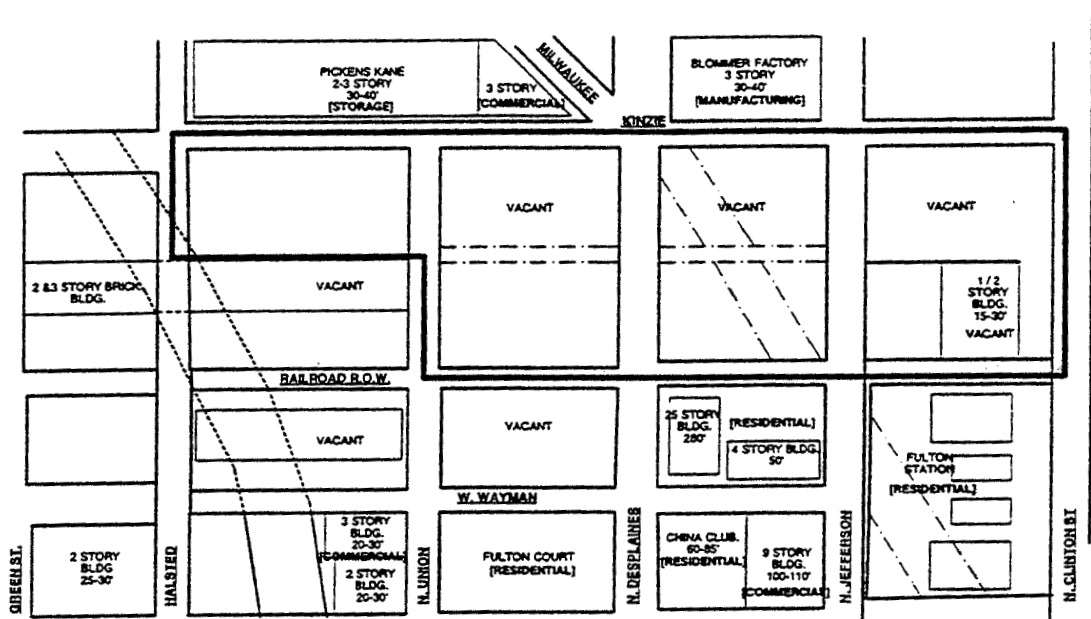 PICKENS KANE
2-3 STORY
30-40'
[STORAGE]
3 STORY
[COMMERCIAL]
MILWAUKEE
BLOMMER FACTORY
3 STORY
30-40'
[MANUFACTURING]
KINZIE
VACANT
VACANT
VACANT
2 &3 STORY BRICK
BLDG.
VACANT
1 / 2
STORY
BLDG.
15-30'
VACANT
RAILROAD R.O.W.
VACANT
VACANT
25 STORY
BLDG.
280'
[RESIDENTIAL]
4 STORY BLDG.
50'
FULTON
STATION
[RESIDENTIAL]
W. WAYMAN
GREEN ST.
2 STORY
BLDG
25-30'
HALSTED
3 STORY
BLDG.
20-30'
[COMMERCIAL]
2 STORY
BLDG.
20-30'
N. UNION
FULTON COURT
[RESIDENTIAL]
N. DESPLAINES
CHINA CLUB.
60-85'
[RESIDENTIAL]
9 STORY
BLDG.
100-110'
[COMMERCIAL]
N. JEFFERSON
N. CLINTON ST